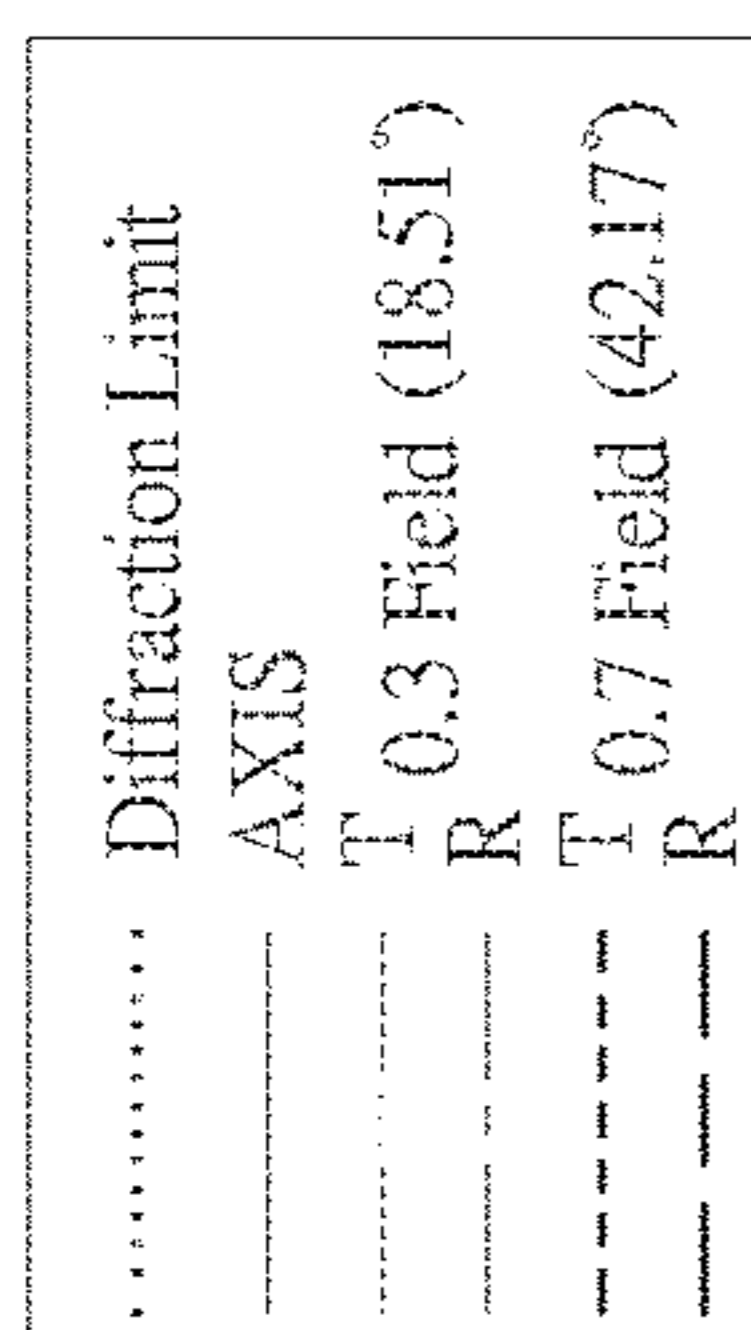 Diffraction Limit
AXIS
T
0.3 Field (18.51°)
R
T
0.7 Field (42.17°)
R